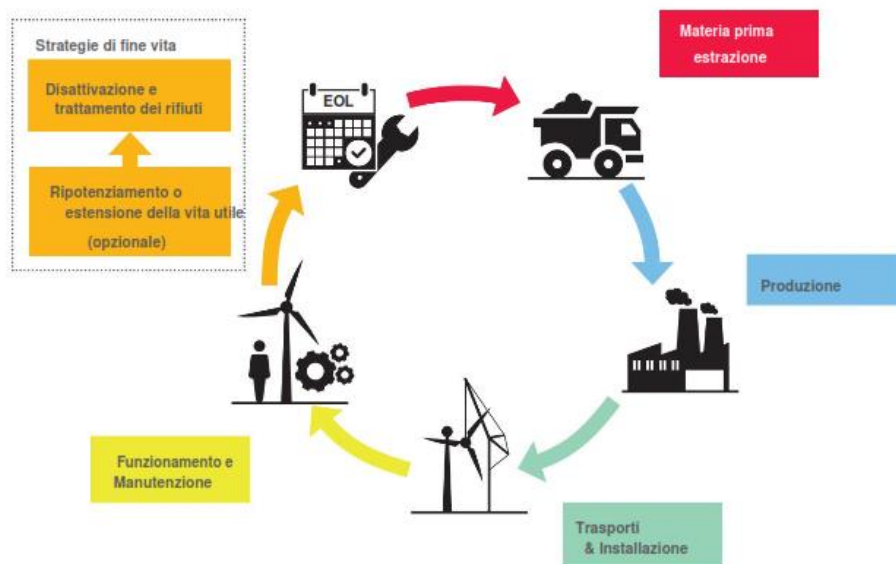 Strategie di fine vita
Disattivazione e
trattamento dei rifiuti
Ripotenziamento o
estensione della vita utile
(opzionale)
EOL
Materia prima
estrazione
Produzione
Trasporti
& Installazione
Funzionamento e
Manutenzione